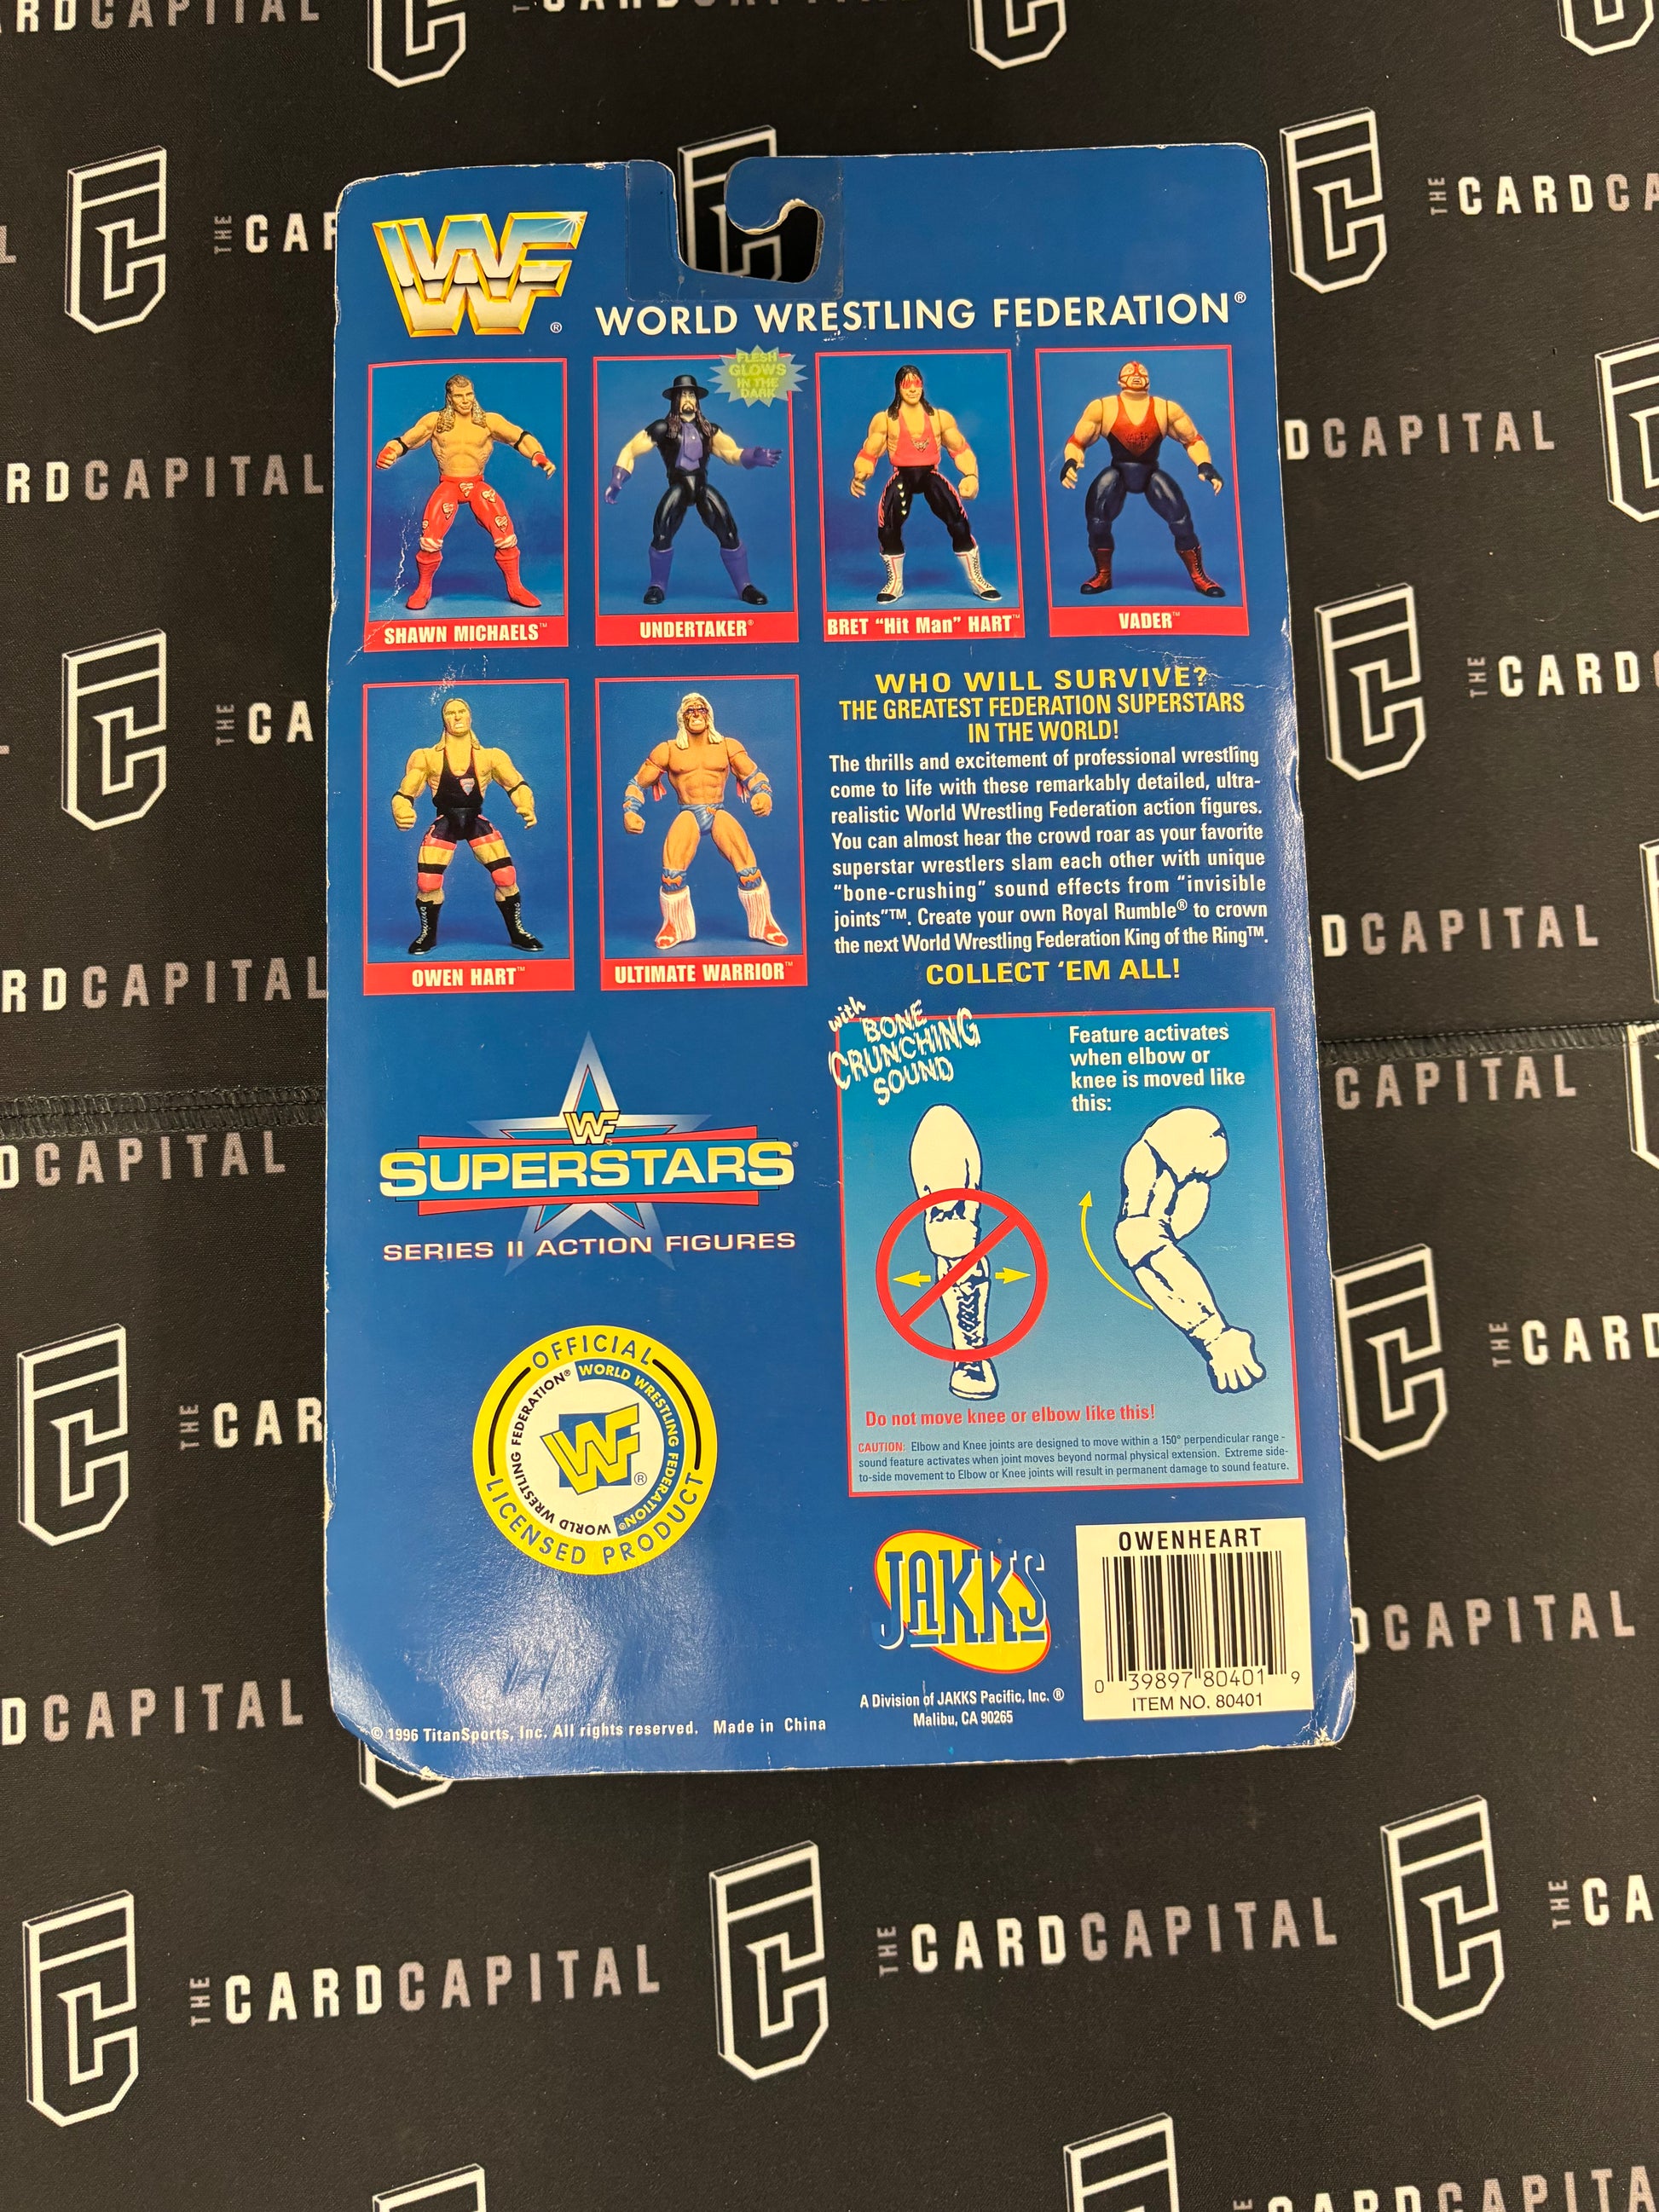 WWF®
WORLD WRESTLING FEDERATION®
FLESH
GLOWS
IN THE
DARK
SHAWN MICHAELS™
UNDERTAKER®
BRET “Hit Man” HART™
VADER™
OWEN HART™
ULTIMATE WARRIOR™
WHO WILL SURVIVE?
THE GREATEST FEDERATION SUPERSTARS
IN THE WORLD!
The thrills and excitement of professional wrestling
come to life with these remarkably detailed, ultra-
realistic World Wrestling Federation action figures.
You can almost hear the crowd roar as your favorite
superstar wrestlers slam each other with unique
“bone-crushing” sound effects from “invisible
joints”™. Create your own Royal Rumble® to crown
the next World Wrestling Federation King of the Ring™.
COLLECT ‘EM ALL!
with
BONE
CRUNCHING
SOUND
Feature activates
when elbow or
knee is moved like
this:
Do not move knee or elbow like this!
CAUTION: Elbow and Knee joints are designed to move within a 150° perpendicular range -
sound feature activates when joint moves beyond normal physical extension. Extreme side-
to-side movement to Elbow or Knee joints will result in permanent damage to sound feature.
WWF
SUPERSTARS®
SERIES II ACTION FIGURES
OFFICIAL
WORLD WRESTLING FEDERATION®
WORLD WRESTLING FEDERATION®
WWF®
LICENSED PRODUCT
JAKKS
A Division of JAKKS Pacific, Inc. ®
Malibu, CA 90265
OWENHEART
0 39897 80401 9
ITEM NO. 80401
© 1996 TitanSports, Inc. All rights reserved. Made in China
THE CARDCAPITAL
THE CARDCAPITAL